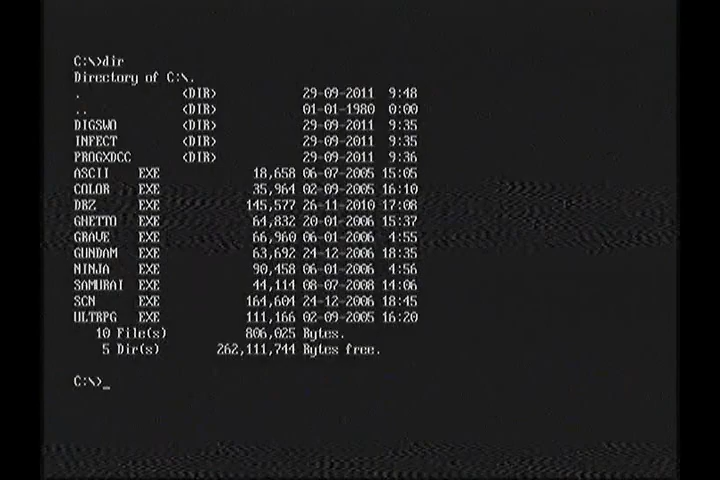 C:\>dir
Directory of C:\.
. <DIR> 29-09-2011 9:48
.. <DIR> 01-01-1980 0:00
DIGSWO <DIR> 29-09-2011 9:35
INFECT <DIR> 29-09-2011 9:35
PROGXDCC <DIR> 29-09-2011 9:36
ASCII EXE 18,658 06-07-2005 15:05
COLOR EXE 35,964 02-09-2005 16:10
DBZ EXE 145,577 26-11-2010 17:08
GHETTO EXE 64,832 20-01-2006 15:37
GRAVE EXE 66,960 06-01-2006 4:55
GUNDAM EXE 63,692 24-12-2006 18:35
NINJA EXE 90,458 06-01-2006 4:56
SAMURAI EXE 44,114 08-07-2008 14:06
SCN EXE 164,604 24-12-2006 18:45
ULTRPG EXE 111,166 02-09-2005 16:20
10 File(s) 806,025 Bytes.
5 Dir(s) 262,111,744 Bytes free.
C:\>_